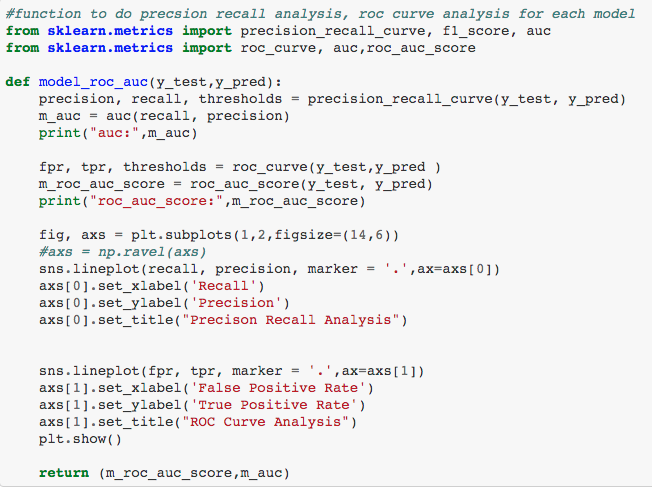 #function to do precsion recall analysis, roc curve analysis for each model
from sklearn.metrics import precision_recall_curve, f1_score, auc
from sklearn.metrics import roc_curve, auc,roc_auc_score

def model_roc_auc(y_test,y_pred):
    precision, recall, thresholds = precision_recall_curve(y_test, y_pred)
    m_auc = auc(recall, precision)
    print("auc:",m_auc)

    fpr, tpr, thresholds = roc_curve(y_test,y_pred )
    m_roc_auc_score = roc_auc_score(y_test, y_pred)
    print("roc_auc_score:",m_roc_auc_score)

    fig, axs = plt.subplots(1,2,figsize=(14,6))
    #axs = np.ravel(axs)
    sns.lineplot(recall, precision, marker = '.',ax=axs[0])
    axs[0].set_xlabel('Recall')
    axs[0].set_ylabel('Precision')
    axs[0].set_title("Precison Recall Analysis")


    sns.lineplot(fpr, tpr, marker = '.',ax=axs[1])
    axs[1].set_xlabel('False Positive Rate')
    axs[1].set_ylabel('True Positive Rate')
    axs[1].set_title("ROC Curve Analysis")
    plt.show()

    return (m_roc_auc_score,m_auc)